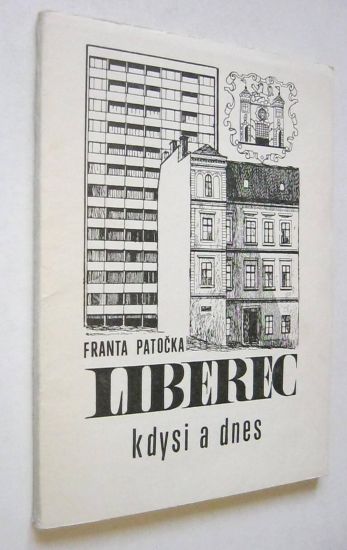 FRANTA PATOČKA
LIBEREC
kdysi a dnes